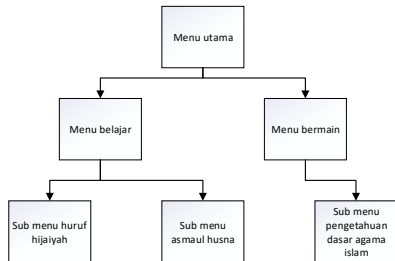 Menu utama
Menu belajar
Menu bermain
Sub menu huruf
hijaiyah
Sub menu
asmaul husna
Sub menu
pengetahuan
dasar agama
islam